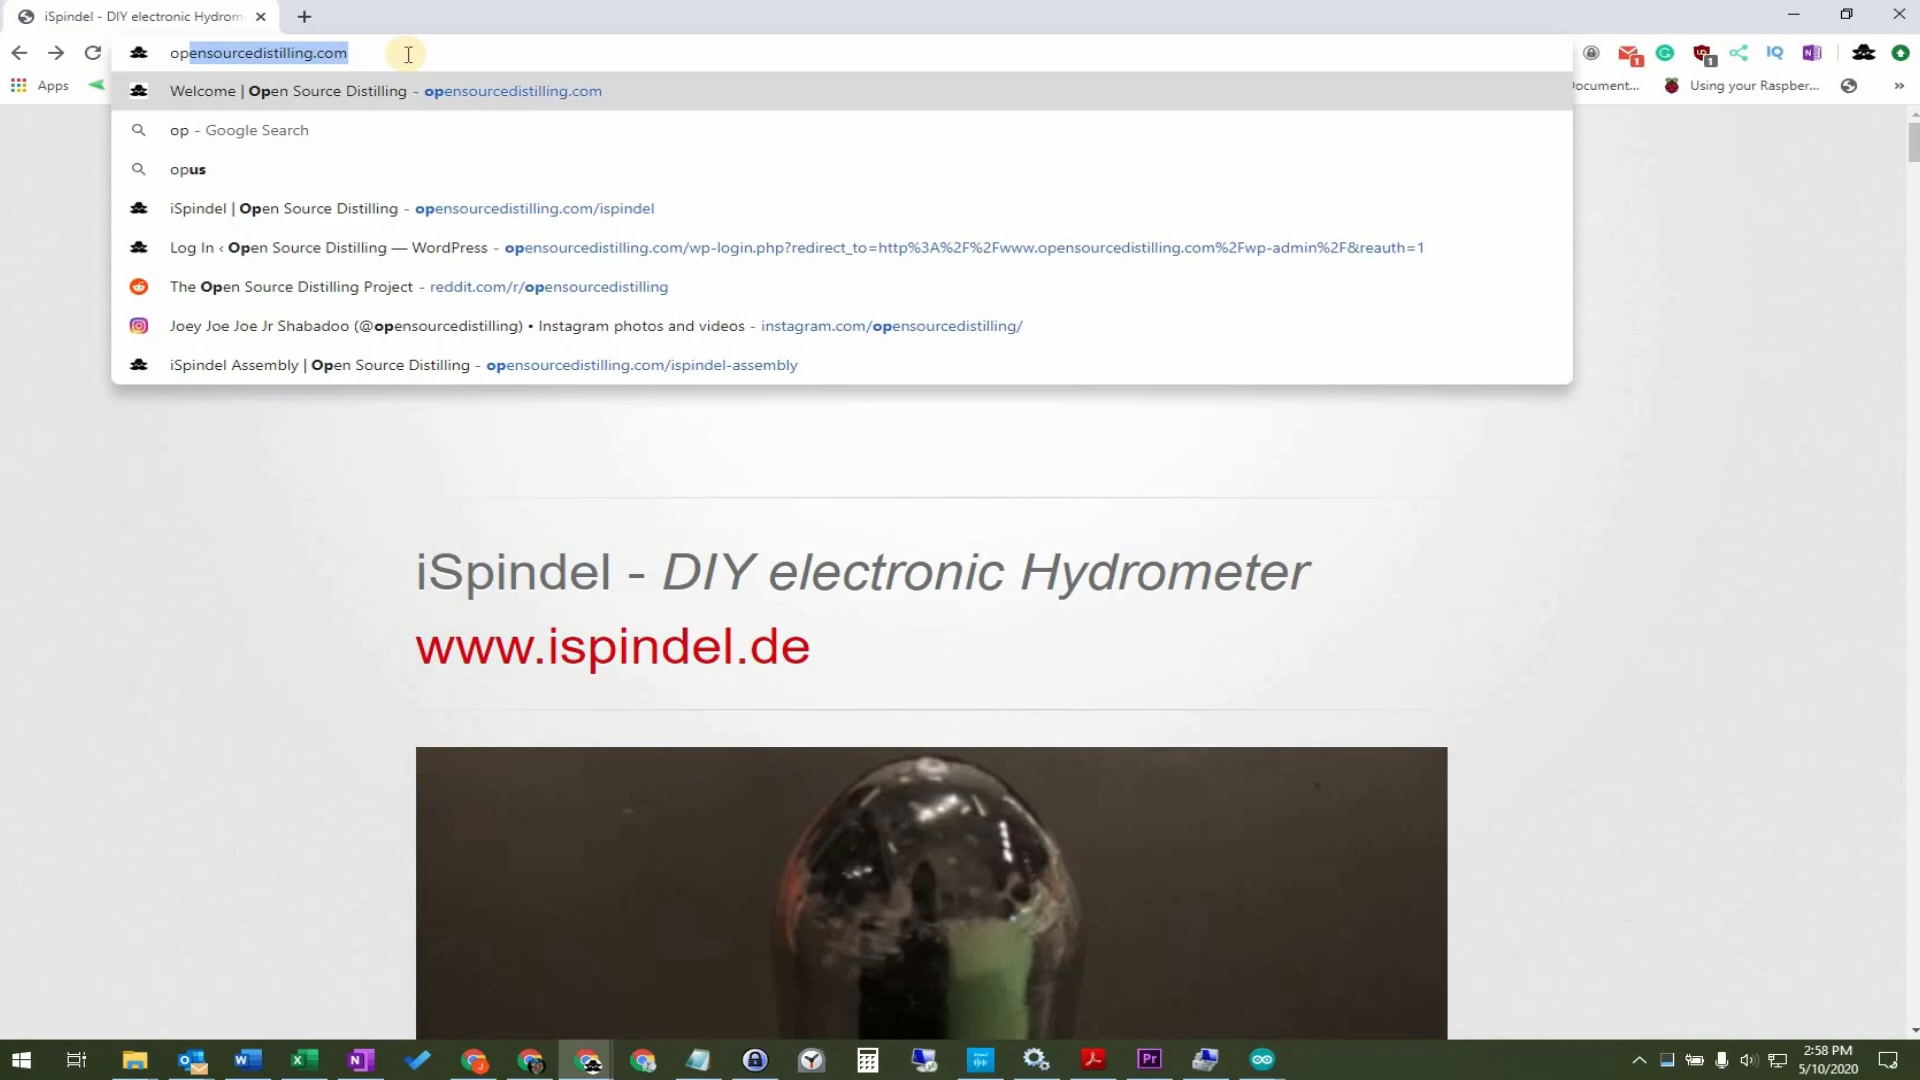 iSpindel - DIY electronic Hydrom
opensourcedistilling.com
Welcome | Open Source Distilling - opensourcedistilling.com
Apps
ocument...
Using your Raspber...
op - Google Search
opus
iSpindel | Open Source Distilling - opensourcedistilling.com/ispindel
Log In ‹ Open Source Distilling — WordPress - opensourcedistilling.com/wp-login.php?redirect_to=http%3A%2F%2Fwww.opensourcedistilling.com%2Fwp-admin%2F&reauth=1
The Open Source Distilling Project - reddit.com/r/opensourcedistilling
Joey Joe Joe Jr Shabadoo (@opensourcedistilling) • Instagram photos and videos - instagram.com/opensourcedistilling/
iSpindel Assembly | Open Source Distilling - opensourcedistilling.com/ispindel-assembly
iSpindel - DIY electronic Hydrometer
www.ispindel.de
2:58 PM
5/10/2020